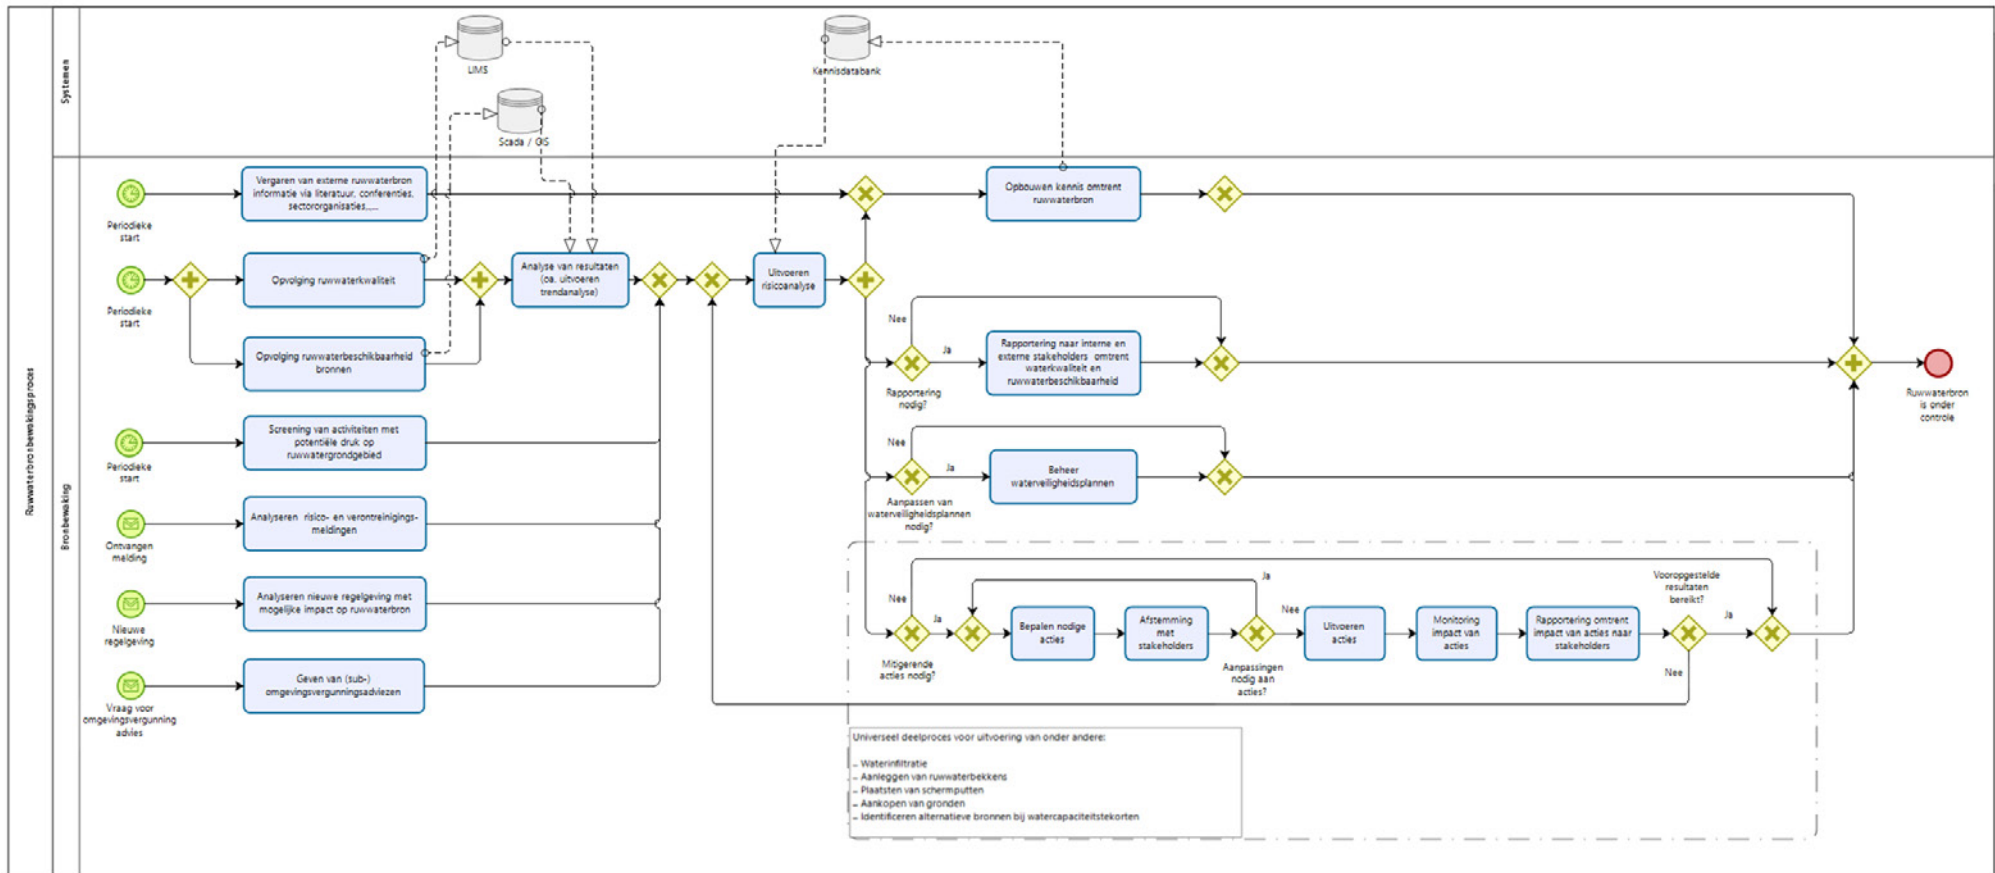 Ruwwaterbronbewakingsproces
Systemen
LIMS
Scada / GIS
Kennisdatabank
Bronbewaking
Periodieke
start
Vergaren van externe ruwwaterbron
informatie via literatuur, conferenties,
sectororganisaties,....
Opbouwen kennis omtrent
ruwwaterbron
Periodieke
start
Opvolging ruwwaterkwaliteit
Opvolging ruwwaterbeschikbaarheid
bronnen
Analyse van resultaten
(oa. uitvoeren
trendanalyse)
Uitvoeren
risicoanalyse
Nee
Ja
Rapportering
nodig?
Rapportering naar interne en
externe stakeholders omtrent
waterkwaliteit en
ruwwaterbeschikbaarheid
Ruwwaterbron
is onder
controle
Periodieke
start
Screening van activiteiten met
potentiële druk op
ruwwatergrondgebied
Nee
Ja
Aanpassen van
waterveiligheidsplannen
nodig?
Beheer
waterveiligheidsplannen
Ontvangen
melding
Analyseren risico- en verontreinigings-
meldingen
Nieuwe
regelgeving
Analyseren nieuwe regelgeving met
mogelijke impact op ruwwaterbron
Vraag voor
omgevingsvergunning
advies
Geven van (sub-)
omgevingsvergunningsadviezen
Nee
Ja
Mitigerende
acties nodig?
Bepalen nodige
acties
Afstemming
met
stakeholders
Ja
Nee
Aanpassingen
nodig aan
acties?
Uitvoeren
acties
Monitoring
impact van
acties
Rapportering omtrent
impact van acties naar
stakeholders
Vooropgestelde
resultaten
bereikt?
Ja
Nee
Universeel deelproces voor uitvoering van onder andere:
- Waterinfiltratie
- Aanleggen van ruwwaterbekkens
- Plaatsten van schermputten
- Aankopen van gronden
- Identificeren alternatieve bronnen bij watercapaciteitstekorten